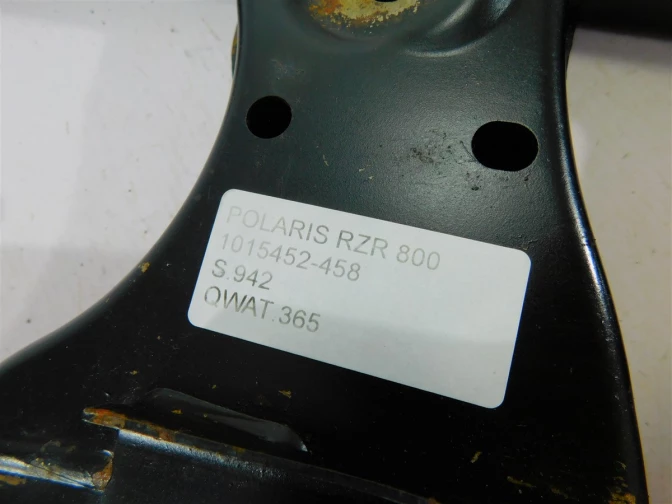 POLARIS RZR 800
1015452-458
S.942
QWAT.365